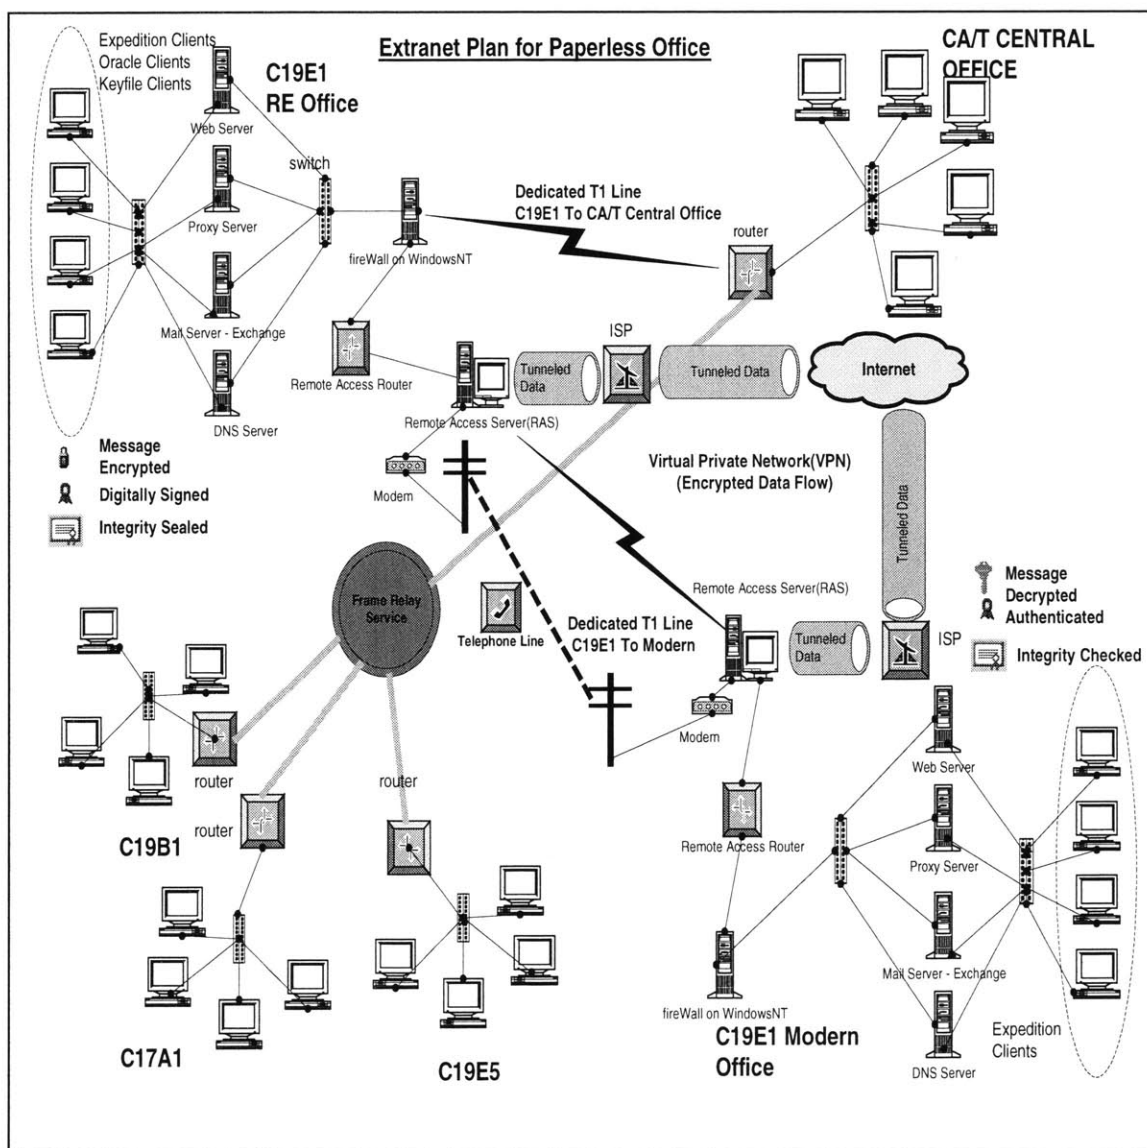 Extranet Plan for Paperless Office
Expedition Clients
Oracle Clients
Keyfile Clients
C19E1
RE Office
Web Server
switch
Proxy Server
fireWall on WindowsNT
Mail Server - Exchange
DNS Server
Dedicated T1 Line
C19E1 To CA/T Central Office
CA/T CENTRAL
OFFICE
router
ISP
Remote Access Router
Tunneled
Data
Tunneled Data
Internet
Remote Access Server(RAS)
Message
Encrypted
Digitally Signed
Integrity Sealed
Modem
Virtual Private Network(VPN)
(Encrypted Data Flow)
Tunneled Data
Frame Relay
Service
Telephone Line
Remote Access Server(RAS)
Dedicated T1 Line
C19E1 To Modern
Tunneled
Data
ISP
Message
Decrypted
Authenticated
Integrity Checked
Modem
router
router
router
C19B1
Remote Access Router
Web Server
Proxy Server
Mail Server - Exchange
fireWall on WindowsNT
C19E1 Modern
Office
DNS Server
Expedition
Clients
C17A1
C19E5